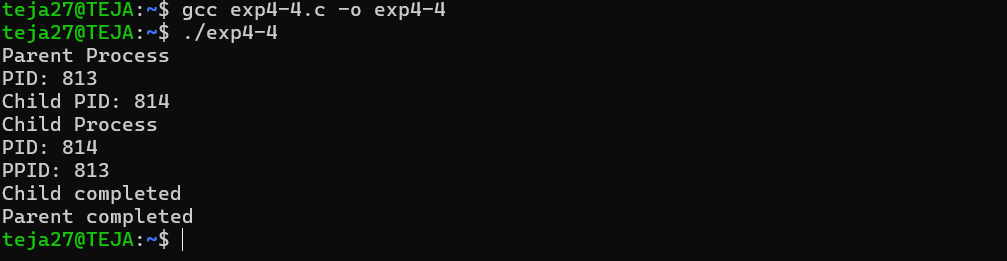 teja27@TEJA:~$ gcc exp4-4.c -o exp4-4
teja27@TEJA:~$ ./exp4-4
Parent Process
PID: 813
Child PID: 814
Child Process
PID: 814
PPID: 813
Child completed
Parent completed
teja27@TEJA:~$